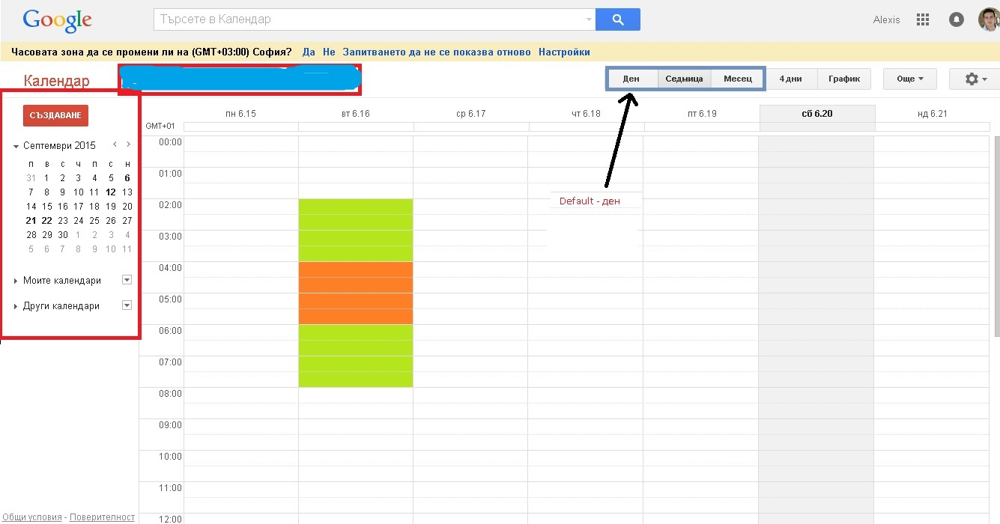 Google
Търсете в Календар
Alexis
Часовата зона да се промени ли на (GMT+03:00) София? Да Не Запитването да не се показва отново Настройки
Календар
Ден Седмица Месец 4 дни График Още
СЪЗДАВАНЕ
пн 6.15 вт 6.16 ср 6.17 чт 6.18 пт 6.19 сб 6.20 нд 6.21
GMT+01
Септември 2015
п в с ч п с н
31 1 2 3 4 5 6
7 8 9 10 11 12 13
14 15 16 17 18 19 20
21 22 23 24 25 26 27
28 29 30 1 2 3 4
5 6 7 8 9 10 11
Моите календари
Други календари
00:00
01:00
02:00
03:00
04:00
05:00
06:00
07:00
08:00
09:00
10:00
11:00
12:00
Default - ден
Общи условия - Поверителност